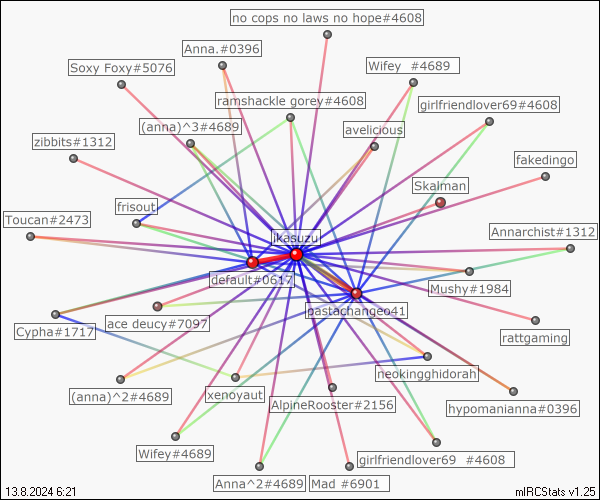 no cops no laws no hope#4608
Anna.#0396
Wifey  #4689
Soxy Foxy#5076
ramshackle gorey#4608
girlfriendlover69#4608
(anna)^3#4689
avelicious
zibbits#1312
fakedingo
Skalman
frisout
Toucan#2473
Annarchist#1312
ikasuzu
default#0617
Mushy#1984
pastachangeo41
Cypha#1717
ace deucy#7097
rattgaming
neokingghidorah
(anna)^2#4689
xenoyaut
AlpineRooster#2156
hypomanianna#0396
Wifey#4689
girlfriendlover69  #4608
Anna^2#4689
Mad #6901
13.8.2024 6:21
mIRCStats v1.25